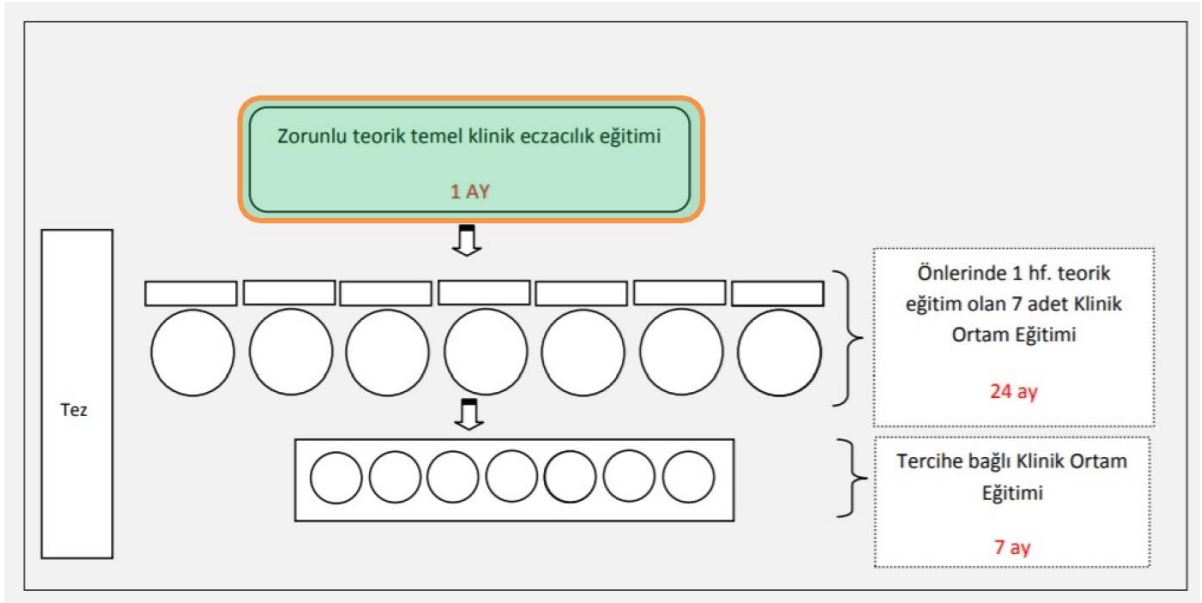 Zorunlu teorik temel klinik eczacılık eğitimi
1 AY
Önlerinde 1 hf. teorik
eğitim olan 7 adet Klinik
Ortam Eğitimi
24 ay
Tez
Tercihe bağlı Klinik Ortam
Eğitimi
7 ay